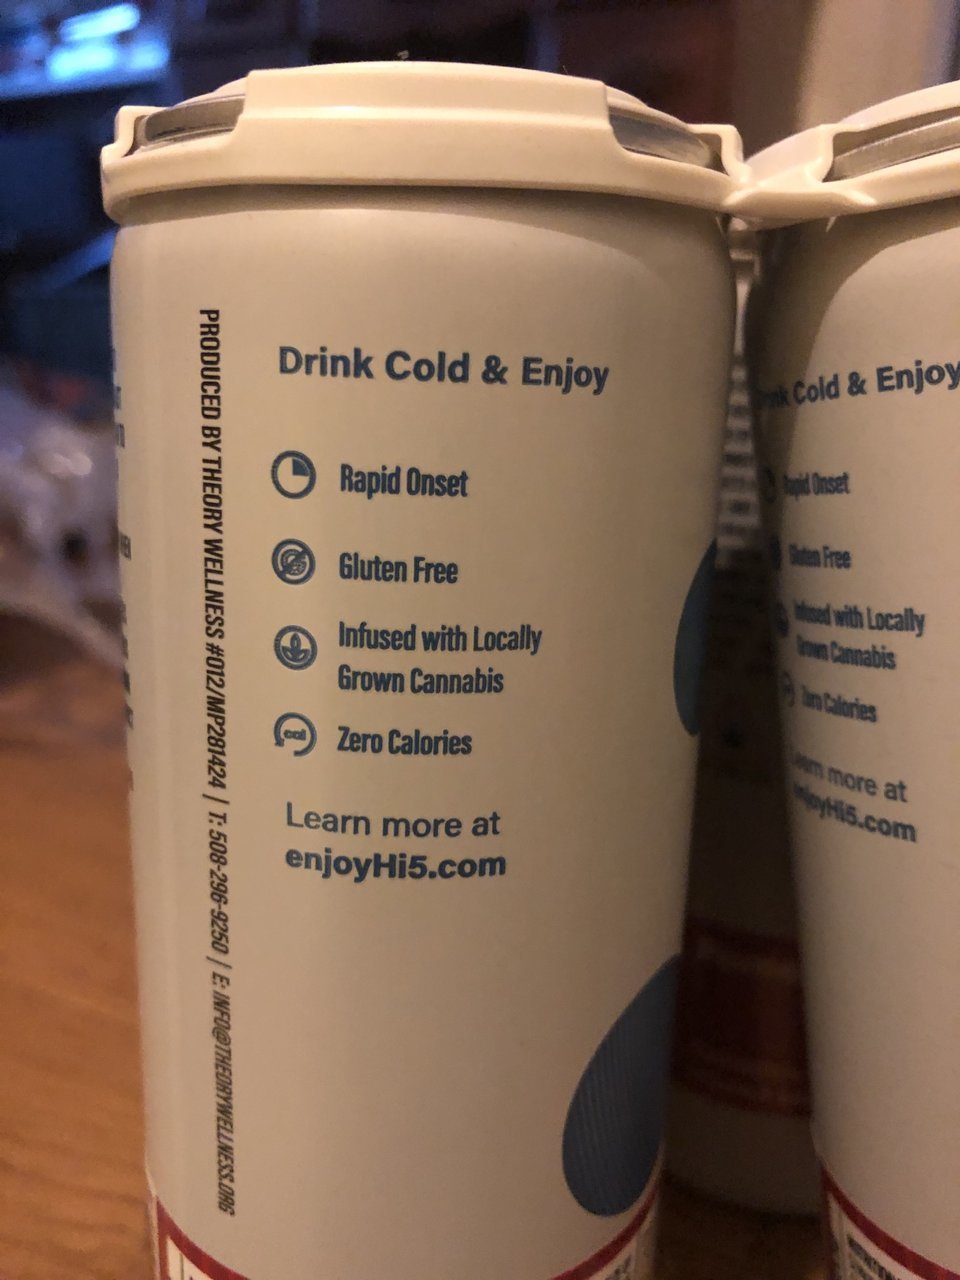 PRODUCED BY THEORY WELLNESS #012/MP281424 | T: 508-296-9250 | E: INFO@THEORYWELLNESS.ORG
Drink Cold & Enjoy
Rapid Onset
Gluten Free
Infused with Locally
Grown Cannabis
cal
Zero Calories
Learn more at
enjoyHi5.com
Cold & Enjoy
Rapid Onset
Gluten Free
Infused with Locally
Grown Cannabis
Zero Calories
Learn more at
enjoyHi5.com